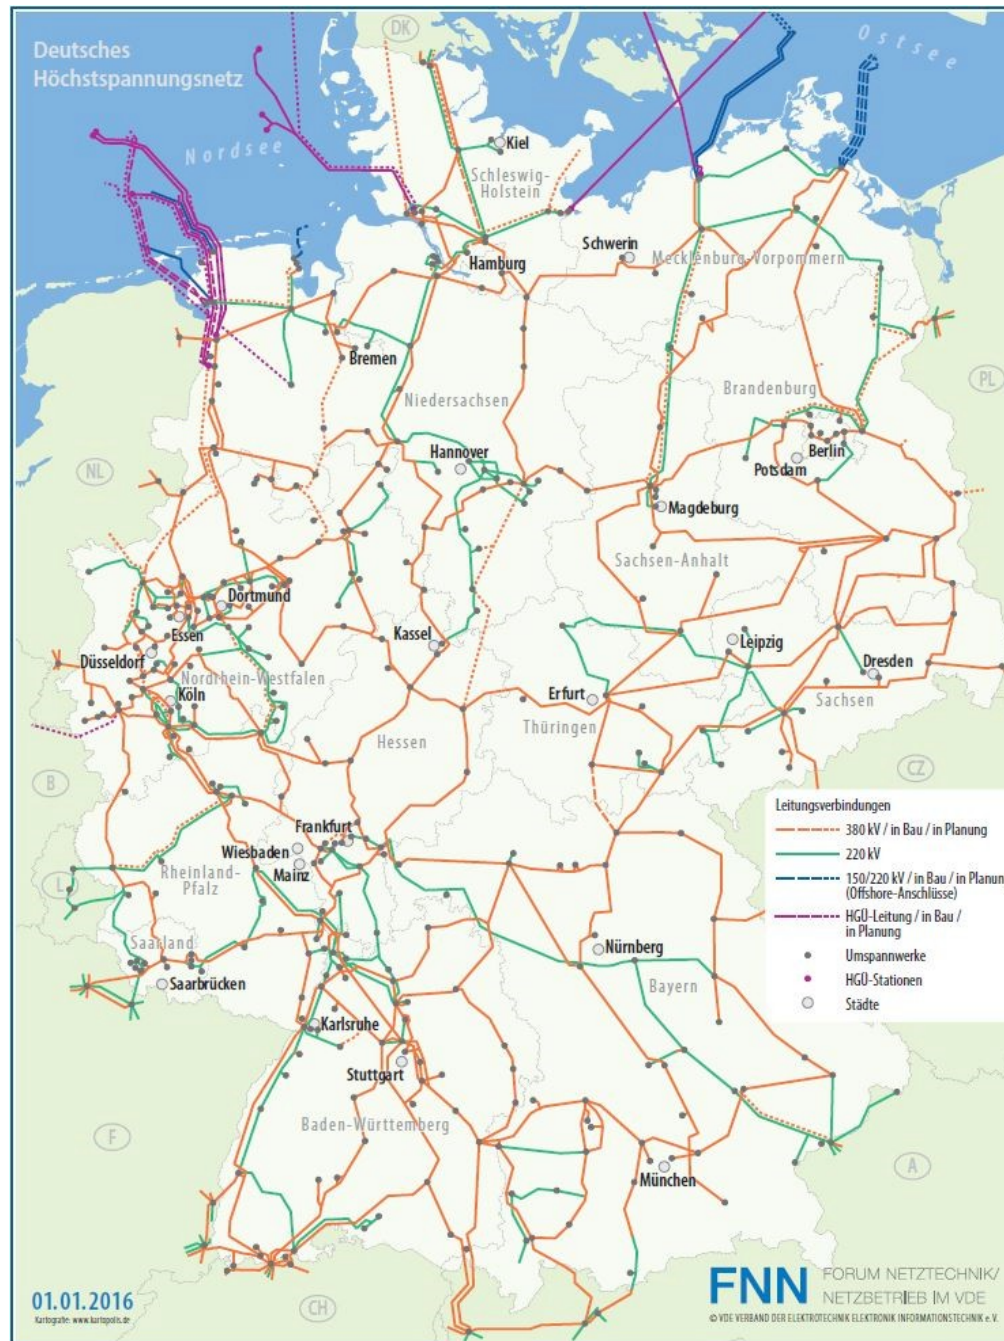 Deutsches
Höchstspannungsnetz
DK
Ostsee
Nordsee
Kiel
Schleswig-
Holstein
Schwerin
Mecklenburg-Vorpommern
Hamburg
Bremen
Niedersachsen
Brandenburg
PL
Hannover
Berlin
Potsdam
NL
Magdeburg
Sachsen-Anhalt
Dortmund
Essen
Kassel
Leipzig
Düsseldorf
Dresden
Nordrhein-Westfalen
Köln
Erfurt
Sachsen
Thüringen
Hessen
B
CZ
Leitungsverbindungen
380 kV / in Bau / in Planung
220 kV
150/220 kV / in Bau / in Planun
(Offshore-Anschlüsse)
HGÜ-Leitung / in Bau /
in Planung
Umspannwerke
HGÜ-Stationen
Städte
Frankfurt
Wiesbaden
Mainz
Rheinland-
Pfalz
L
Saarland
Saarbrücken
Nürnberg
Bayern
Karlsruhe
Stuttgart
Baden-Württemberg
F
München
A
CH
01.01.2016
Kartografie: www.kartopolis.de
FNN FORUM NETZTECHNIK/
NETZBETRIEB IM VDE
© VDE VERBAND DER ELEKTROTECHNIK ELEKTRONIK INFORMATIONSTECHNIK e.V.